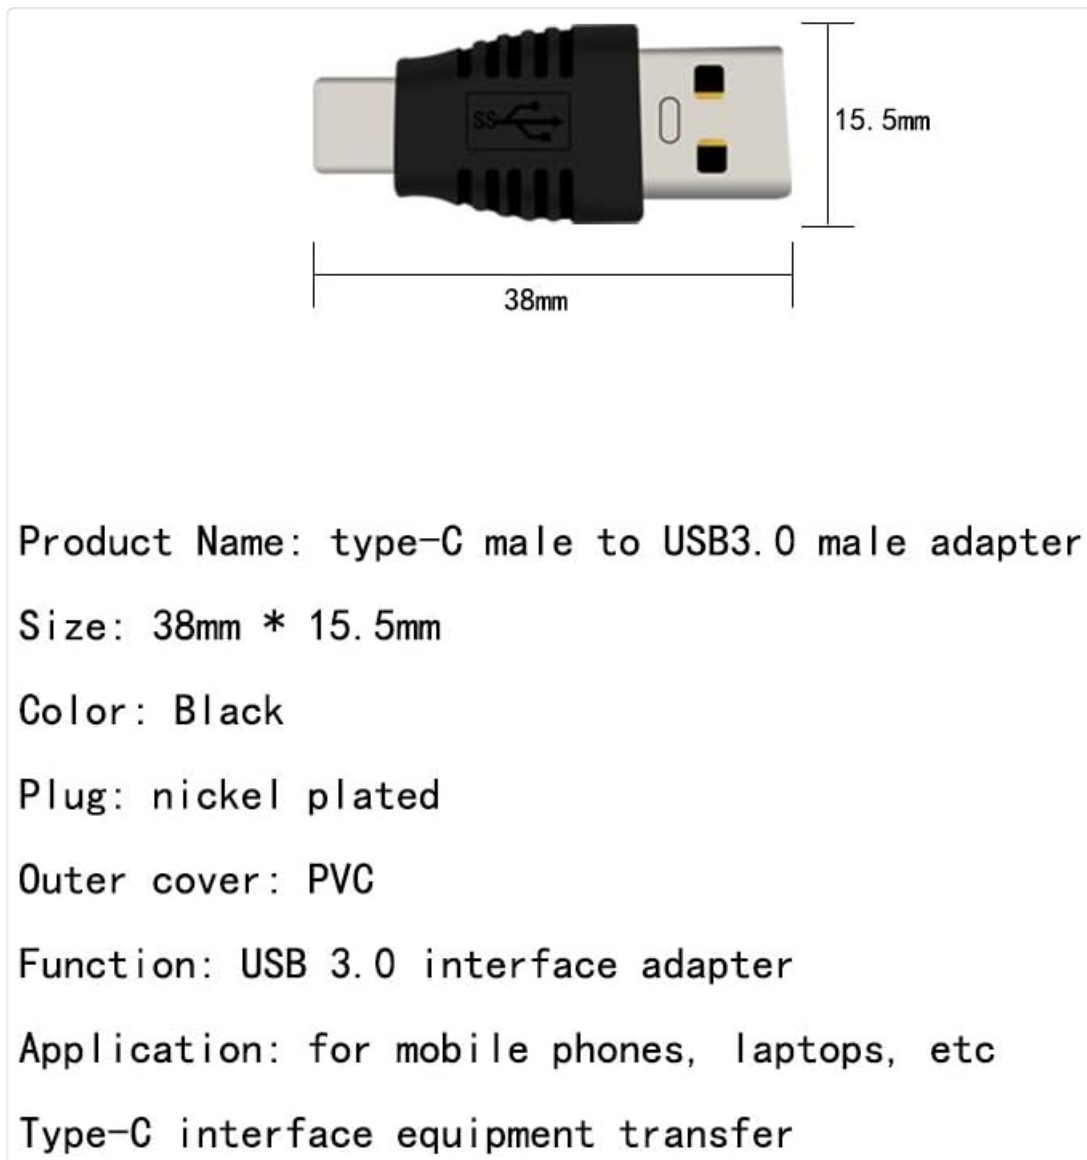 SS
15.5mm
38mm
Product Name: type-C male to USB3.0 male adapter
Size: 38mm * 15.5mm
Color: Black
Plug: nickel plated
Outer cover: PVC
Function: USB 3.0 interface adapter
Application: for mobile phones, laptops, etc
Type-C interface equipment transfer